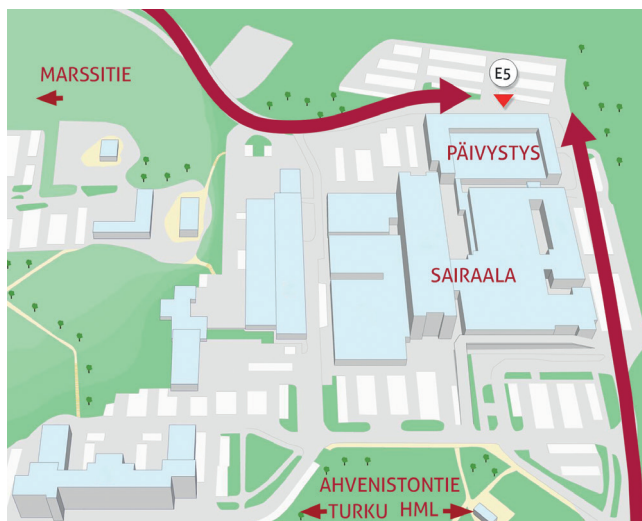 MARSSITIE
E5
PÄIVYSTYS
SAIRAALA
AHVENISTONTIE
TURKU HML